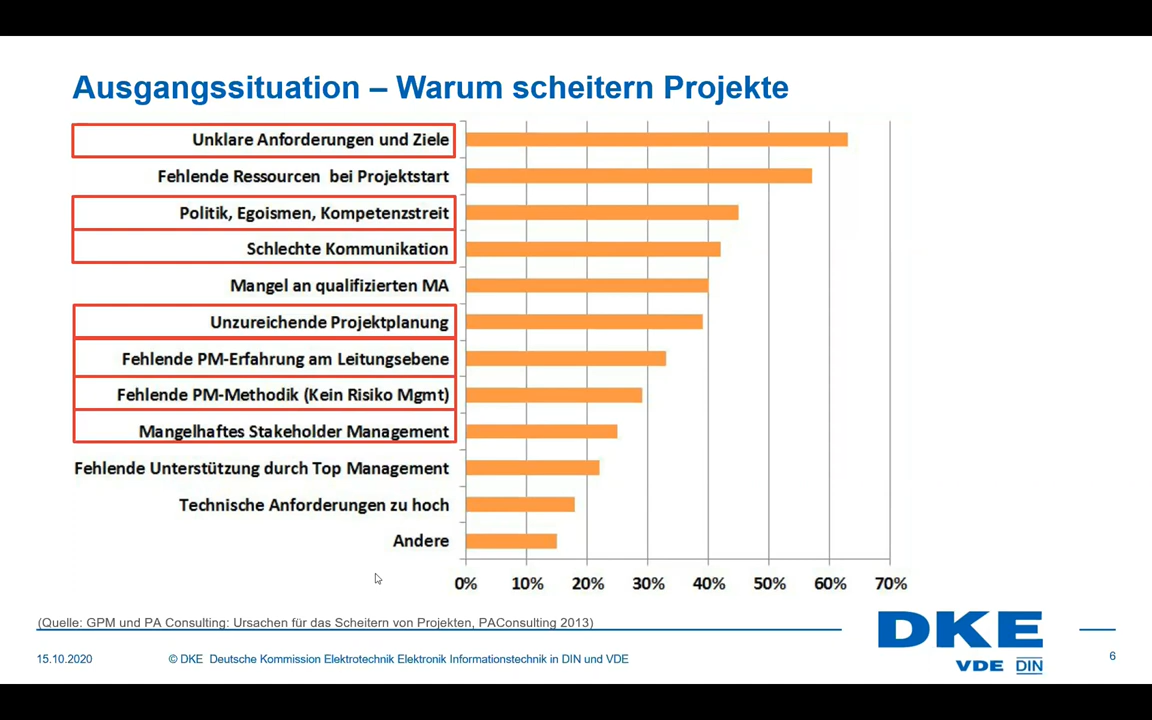 Ausgangssituation – Warum scheitern Projekte
Unklare Anforderungen und Ziele
Fehlende Ressourcen bei Projektstart
Politik, Egoismen, Kompetenzstreit
Schlechte Kommunikation
Mangel an qualifizierten MA
Unzureichende Projektplanung
Fehlende PM-Erfahrung am Leitungsebene
Fehlende PM-Methodik (Kein Risiko Mgmt)
Mangelhaftes Stakeholder Management
Fehlende Unterstützung durch Top Management
Technische Anforderungen zu hoch
Andere
0% 10% 20% 30% 40% 50% 60% 70%
(Quelle: GPM und PA Consulting: Ursachen für das Scheitern von Projekten, PAConsulting 2013)
DKE
VDE DIN
15.10.2020 © DKE Deutsche Kommission Elektrotechnik Elektronik Informationstechnik in DIN und VDE 6